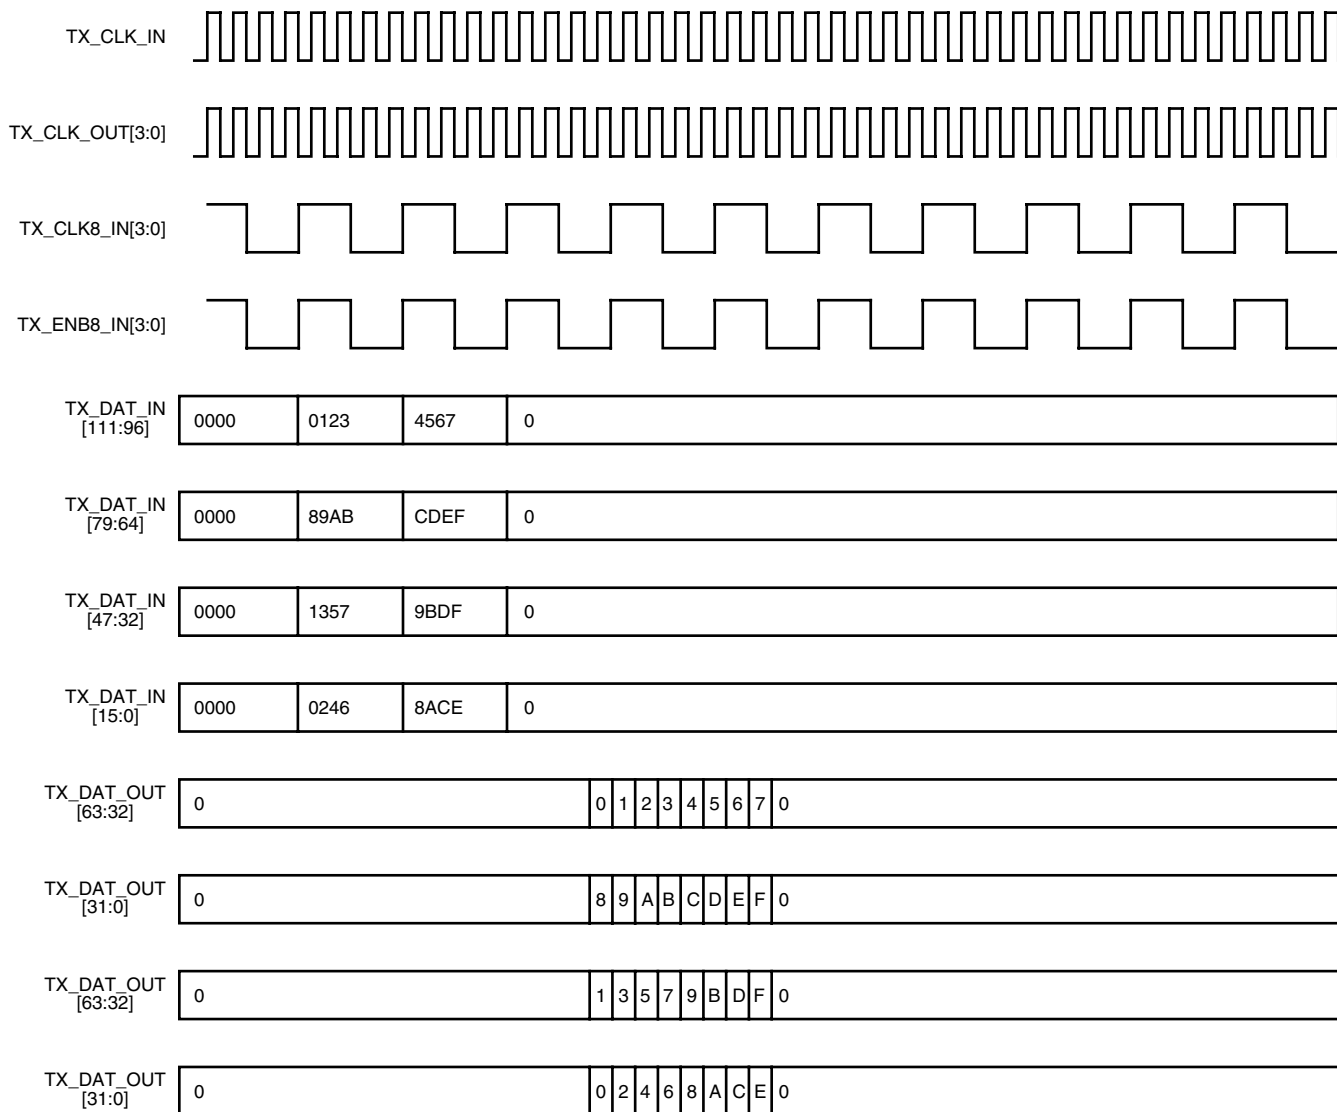 TX_CLK_IN
TX_CLK_OUT[3:0]
TX_CLK8_IN[3:0]
TX_ENB8_IN[3:0]
TX_DAT_IN
[111:96]
0000 0123 4567 0
TX_DAT_IN
[79:64]
0000 89AB CDEF 0
TX_DAT_IN
[47:32]
0000 1357 9BDF 0
TX_DAT_IN
[15:0]
0000 0246 8ACE 0
TX_DAT_OUT
[63:32]
0 0 1 2 3 4 5 6 7 0
TX_DAT_OUT
[31:0]
0 8 9 A B C D E F 0
TX_DAT_OUT
[63:32]
0 1 3 5 7 9 B D F 0
TX_DAT_OUT
[31:0]
0 0 2 4 6 8 A C E 0